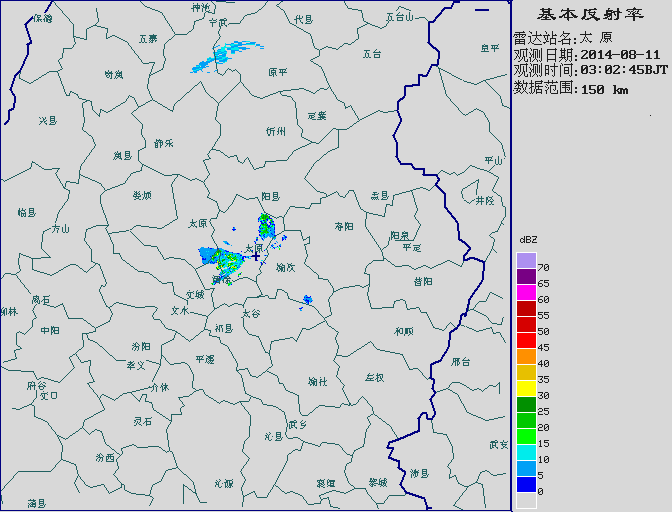 基本反射率
雷达站名:太 原
观测日期:2014-08-11
观测时间:03:02:45BJT
数据范围:150 km
dBZ
70
65
60
55
50
45
40
35
30
25
20
15
10
5
0
神池
保德
宁武
代县
五台山
五寨
阜平
五台
岢岚
原平
定襄
兴县
忻州
静乐
岚县
平山
娄烦
阳县
盂县
井陉
临县
太原
寿阳
方山
阳泉
太原
平定
榆次
昔阳
文城
离石
柳林
文水
太谷
祁县
中阳
和顺
汾阳
平遥
孝义
邢台
榆社
左权
介休
隰谷
文口
灵石
武乡
沁县
武安
汾西
沁源
襄垣
黎城
沛县
蒲县